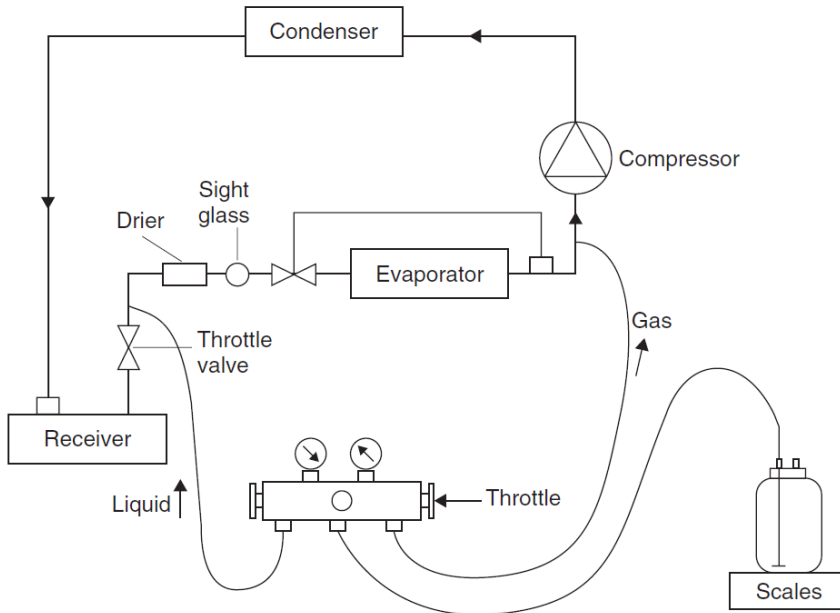 Condenser
Compressor
Sight
glass
Drier
Evaporator
Gas
Throttle
valve
Receiver
Liquid
Throttle
Scales